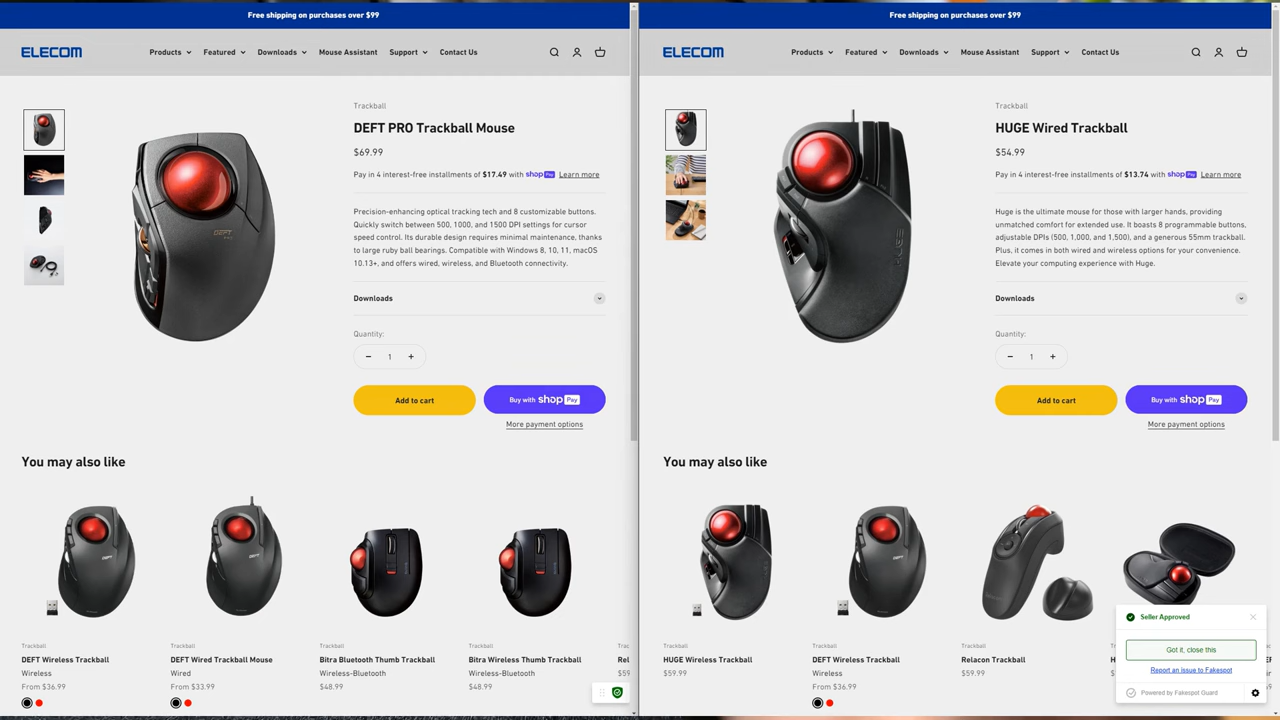 Free shipping on purchases over $99
ELECOM
Products
Featured
Downloads
Mouse Assistant
Support
Contact Us
Trackball
DEFT PRO Trackball Mouse
$69.99
Pay in 4 interest-free installments of $17.49 with shop Pay Learn more
Precision-enhancing optical tracking tech and 8 customizable buttons.
Quickly switch between 500, 1000, and 1500 DPI settings for cursor
speed control. Its durable design requires minimal maintenance, thanks
to large ruby ball bearings. Compatible with Windows 8, 10, 11, macOS
10.13+, and offers wired, wireless, and Bluetooth connectivity.
Downloads
Quantity:
− 1 +
Add to cart
Buy with shop Pay
More payment options
DEFT PRO
You may also like
DEFT
DEFT
Trackball
DEFT Wireless Trackball
Wireless
From $36.99
Trackball
DEFT Wired Trackball Mouse
Wired
From $33.99
Trackball
Bitra Bluetooth Thumb Trackball
Wireless-Bluetooth
$48.99
Trackball
Bitra Wireless Thumb Trackball
Wireless-Bluetooth
$48.99
Trackball
Rel
$59
Free shipping on purchases over $99
ELECOM
Products
Featured
Downloads
Mouse Assistant
Support
Contact Us
Trackball
HUGE Wired Trackball
$54.99
Pay in 4 interest-free installments of $13.74 with shop Pay Learn more
Huge is the ultimate mouse for those with larger hands, providing
unmatched comfort for extended use. It boasts 8 programmable buttons,
adjustable DPIs (500, 1,000, and 1,500), and a generous 55mm trackball.
Plus, it comes in both wired and wireless options for your convenience.
Elevate your computing experience with Huge.
Downloads
Quantity:
− 1 +
Add to cart
Buy with shop Pay
More payment options
HUGE
You may also like
DEFT
Trackball
HUGE Wireless Trackball
$59.99
Trackball
DEFT Wireless Trackball
Wireless
From $36.99
Trackball
Relacon Trackball
$59.99
Seller Approved
Got it, close this
Report an issue to Fakespot
Powered by Fakespot Guard